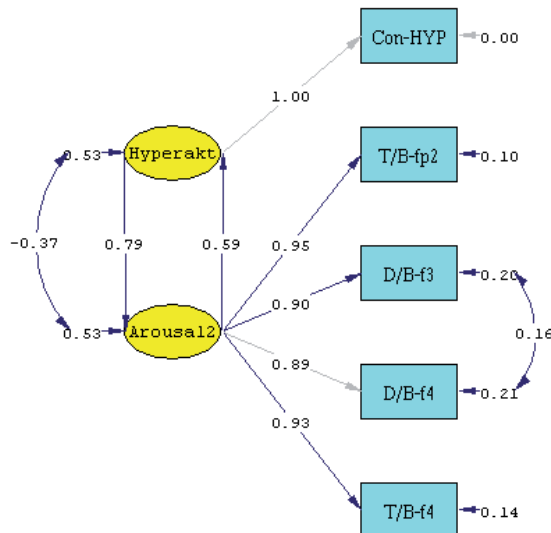 Con-HYP
0.00
1.00
0.53
Hyperakt
T/B-fp2
0.10
-0.37
0.79
0.59
0.95
D/B-f3
0.20
0.90
0.53
Arousal2
0.16
0.89
D/B-f4
0.21
0.93
T/B-f4
0.14